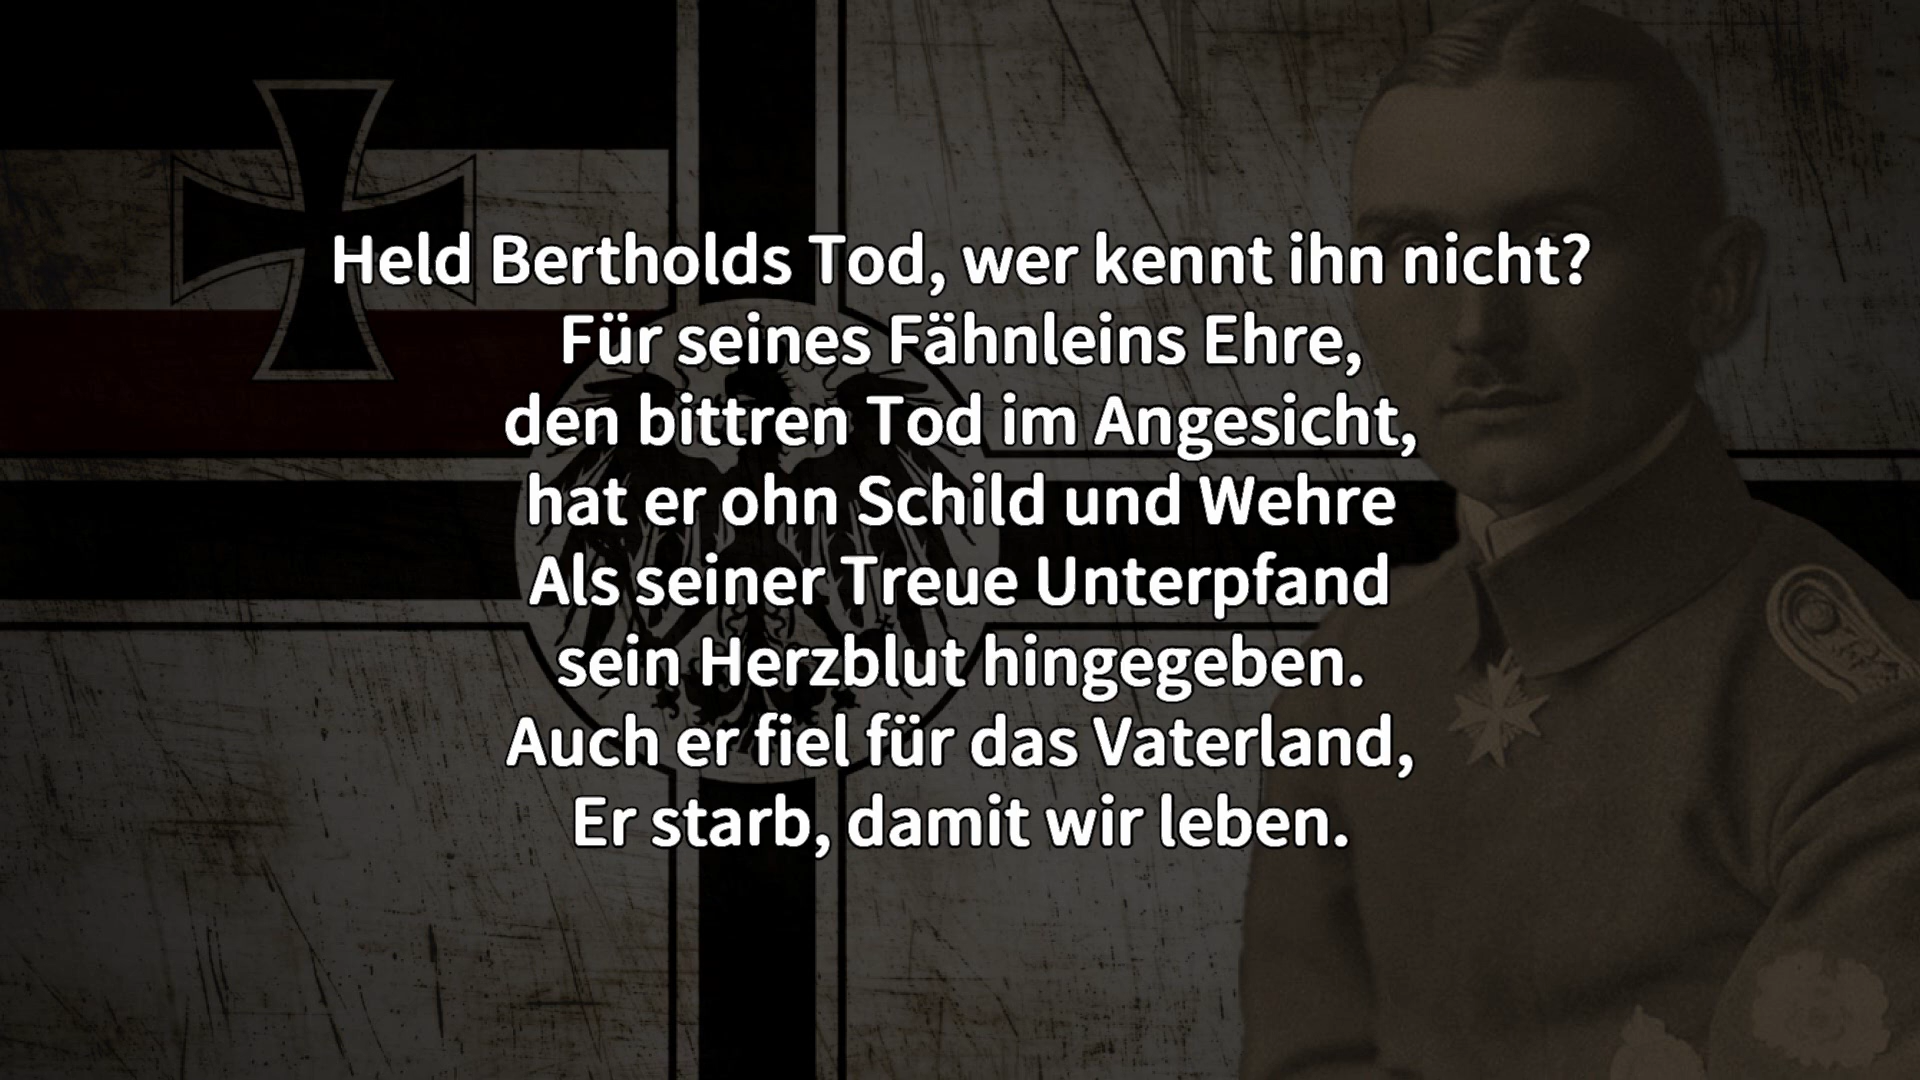 Held Bertholds Tod, wer kennt ihn nicht?
Für seines Fähnleins Ehre,
den bittren Tod im Angesicht,
hat er ohn Schild und Wehre
Als seiner Treue Unterpfand
sein Herzblut hingegeben.
Auch er fiel für das Vaterland,
Er starb, damit wir leben.